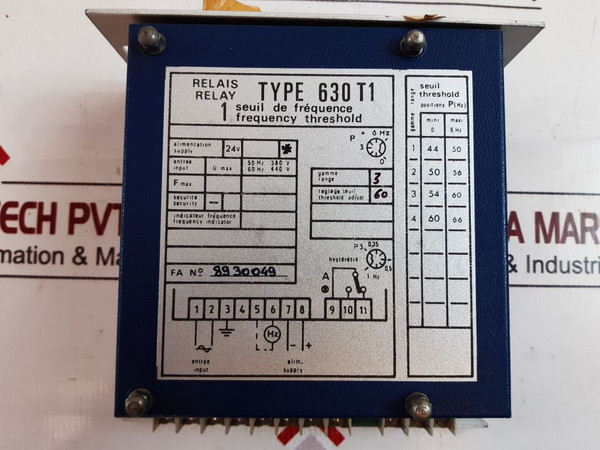 RELAIS
RELAY TYPE 630 T1
1 seuil de fréquence
frequency threshold
alimentation
supply 24v
entrée
input U max 50 Hz 380 V
60 Hz 440 V
F max
securite
security —
indicateur fréquence
frequency indicator
FA Nº 8930049
P + 6 Hz
3
0
gamme
range 3
reglage seuil
threshold adjust 60
P3 0,35
0,5
1 Hz
hystérésis
A
1 2 3 4 5 6 7 8 9 10 11
Hz
- +
entrée
input
alim.
supply
gamme range
seuil
threshold
positions P(Hz)
mini
0
maxi
6 Hz
1 44 50
2 50 56
3 54 60
4 60 66
TECH PVT
mation & Ma
A MAR
& Industri